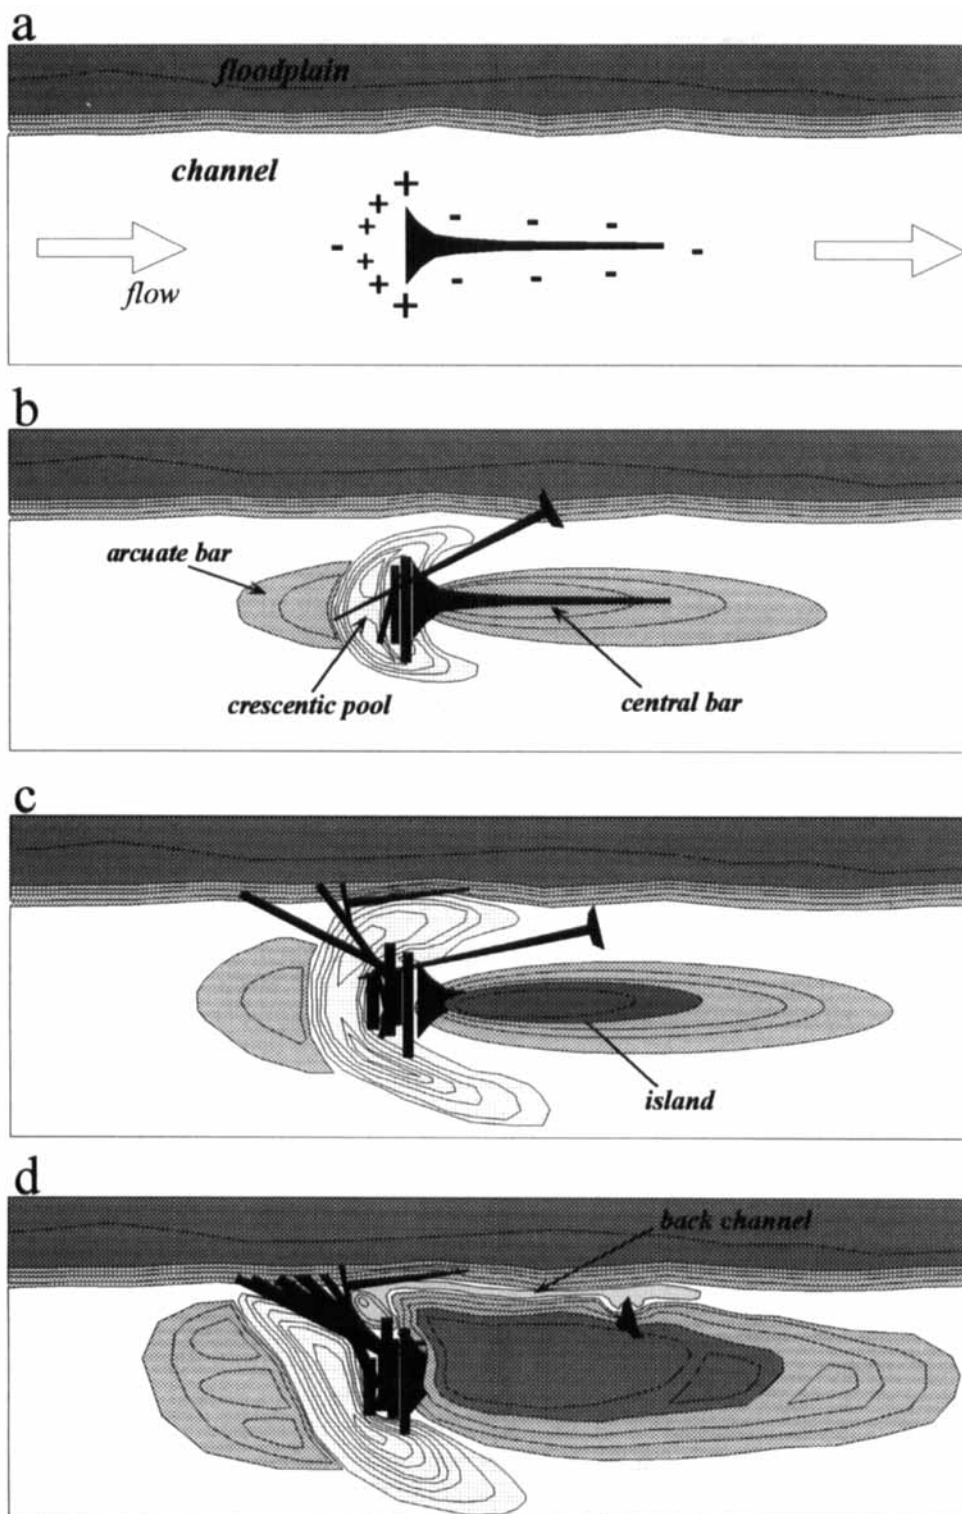 a
floodplain
channel
flow
b
arcuate bar
crescentic pool
central bar
c
island
d
back channel